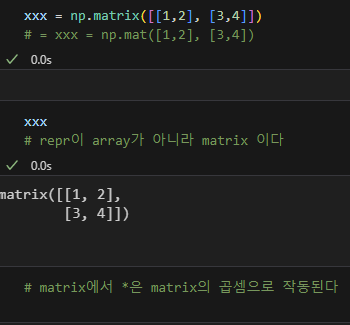 xxx = np.matrix([[1,2], [3,4]])
# = xxx = np.mat([1,2], [3,4])
0.0s
xxx
# repr이 array가 아니라 matrix 이다
0.0s
matrix([[1, 2],
[3, 4]])
# matrix에서 *은 matrix의 곱셈으로 작동된다